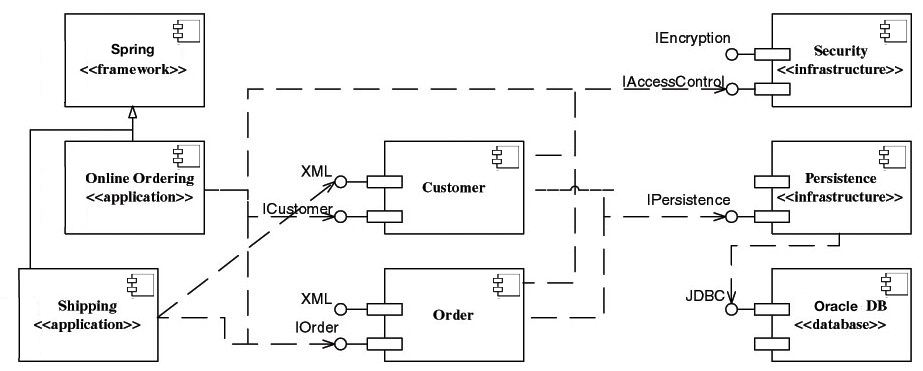 Spring
<<framework>>
IEncryption
Security
<<infrastructure>>
IAccessControl
Online Ordering
<<application>>
XML
Customer
ICustomer
Persistence
<<infrastructure>>
IPersistence
Shipping
<<application>>
XML
Order
IOrder
JDBC
Oracle DB
<<database>>